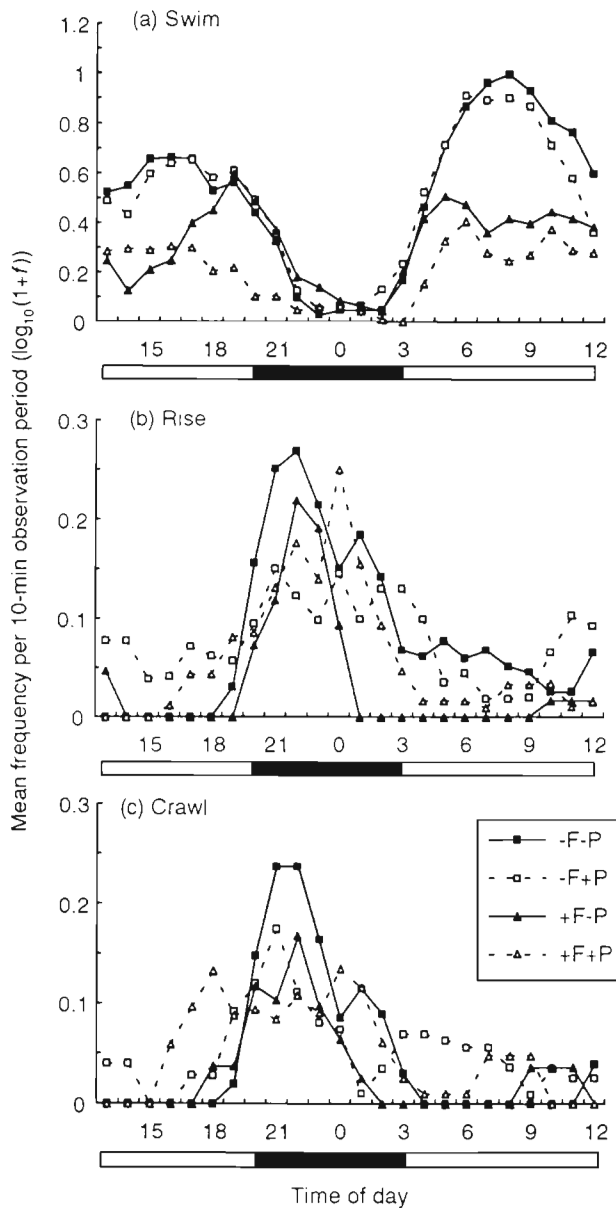 Mean frequency per 10-min observation period (log10(1+f))
(a) Swim
1.2
1
0.8
0.6
0.4
0.2
0
15 18 21 0 3 6 9 12
(b) Rise
0.3
0.2
0.1
0
15 18 21 0 3 6 9 12
(c) Crawl
0.3
0.2
0.1
0
-F-P
-F+P
+F-P
+F+P
15 18 21 0 3 6 9 12
Time of day